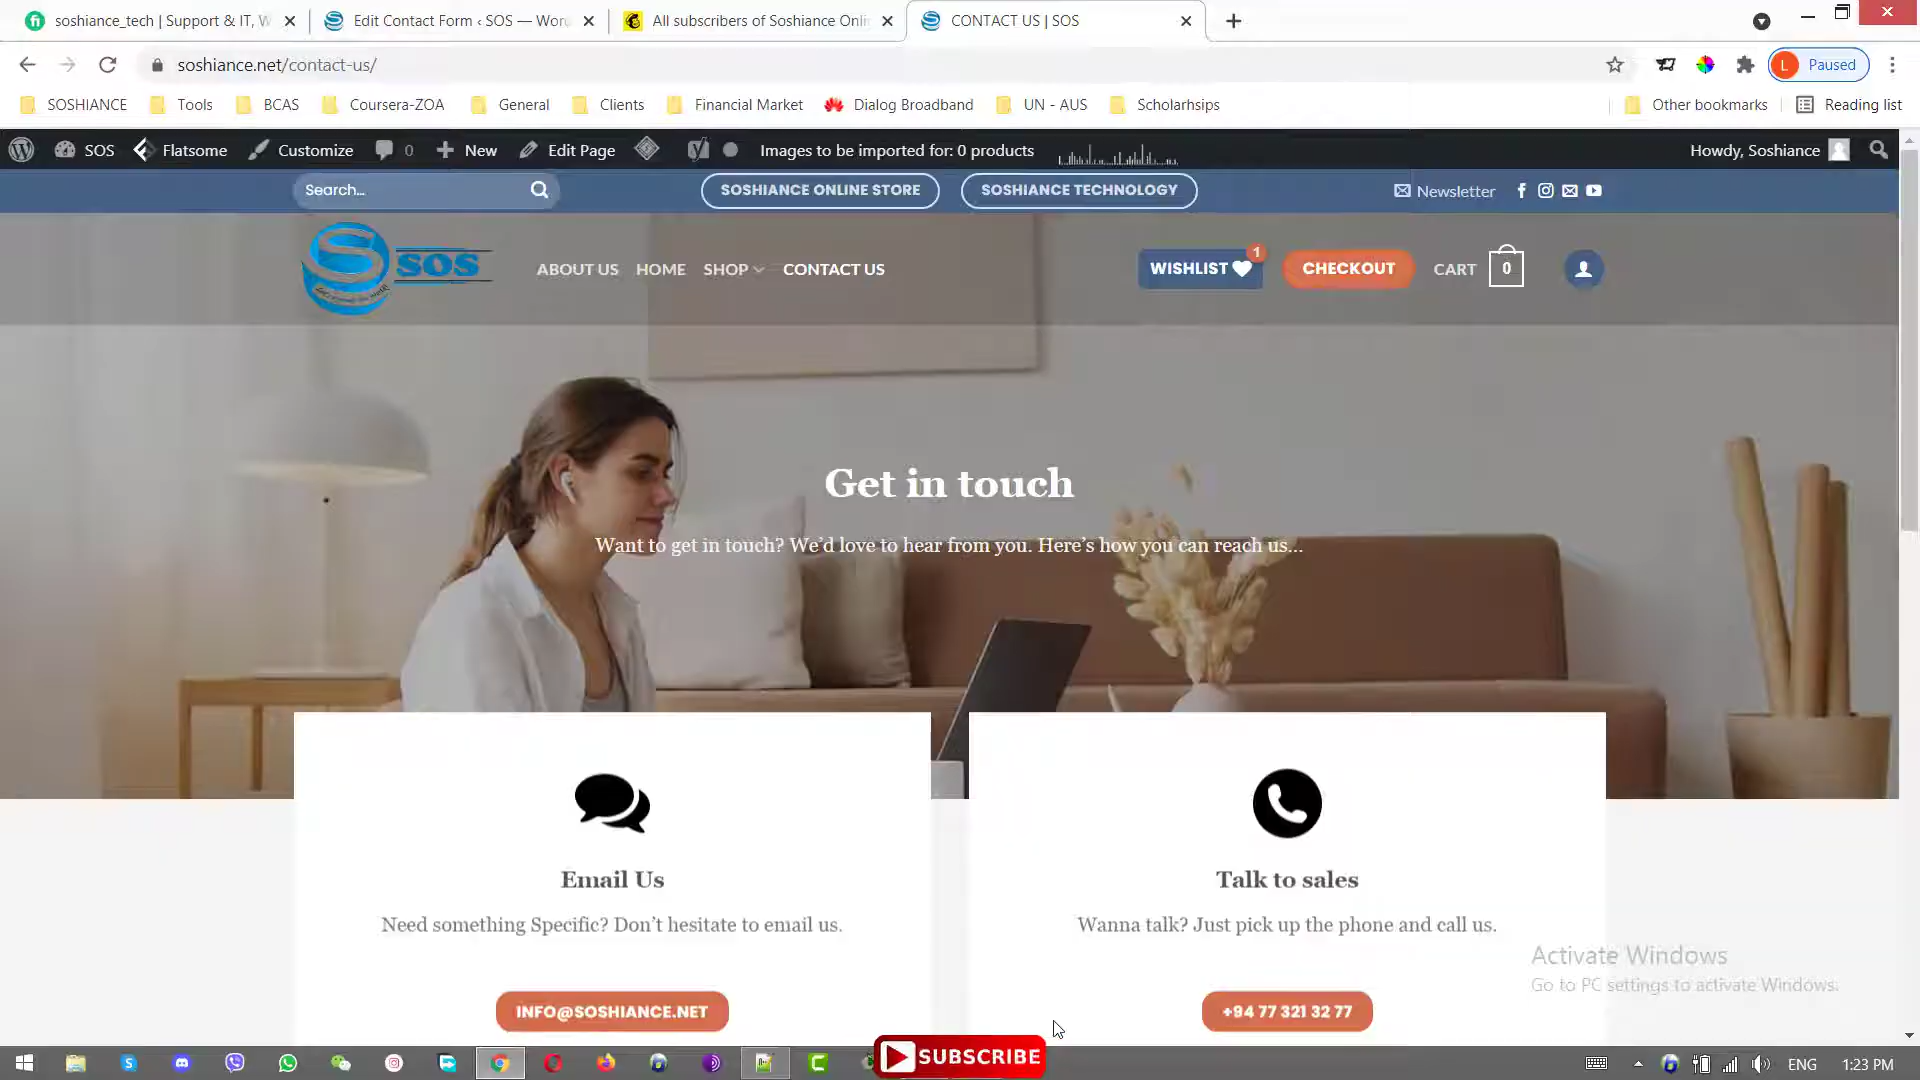 soshiance_tech | Support & IT, W
Edit Contact Form ‹ SOS — Wor
All subscribers of Soshiance Onli
CONTACT US | SOS
soshiance.net/contact-us/
L Paused
SOSHIANCE Tools BCAS Coursera-ZOA General Clients Financial Market Dialog Broadband UN - AUS Scholarhsips Other bookmarks Reading list
SOS Flatsome Customize 0 New Edit Page Images to be imported for: 0 products Howdy, Soshiance
Search... SOSHIANCE ONLINE STORE SOSHIANCE TECHNOLOGY Newsletter
SOS ABOUT US HOME SHOP CONTACT US WISHLIST 1 CHECKOUT CART 0
Get in touch
Want to get in touch? We'd love to hear from you. Here's how you can reach us...
Email Us
Need something Specific? Don't hesitate to email us.
INFO@SOSHIANCE.NET
Talk to sales
Wanna talk? Just pick up the phone and call us.
+94 77 321 32 77
Activate Windows
Go to PC settings to activate Windows.
SUBSCRIBE
ENG 1:23 PM